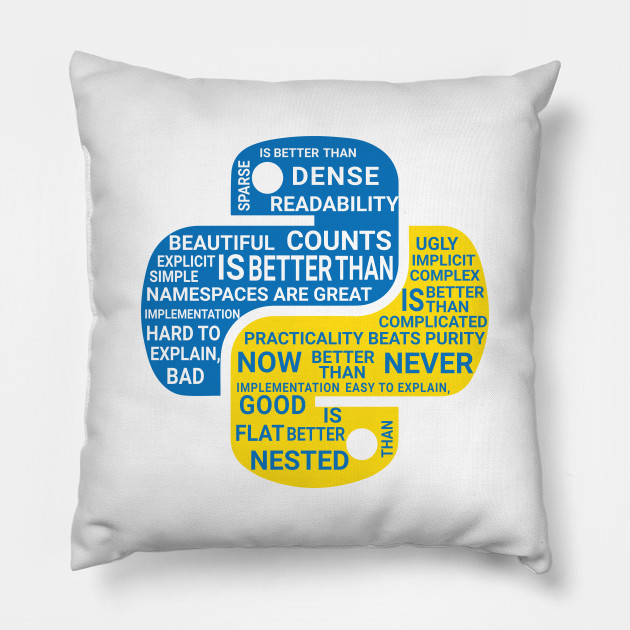 SPARSE
IS BETTER THAN
DENSE
READABILITY
BEAUTIFUL COUNTS
EXPLICIT
SIMPLE
IS BETTER THAN
NAMESPACES ARE GREAT
IMPLEMENTATION
HARD TO
EXPLAIN,
BAD
UGLY
IMPLICIT
COMPLEX
IS BETTER
THAN
COMPLICATED
PRACTICALITY BEATS PURITY
NOW BETTER
THAN NEVER
IMPLEMENTATION EASY TO EXPLAIN,
GOOD
IS
FLAT BETTER
THAN
NESTED